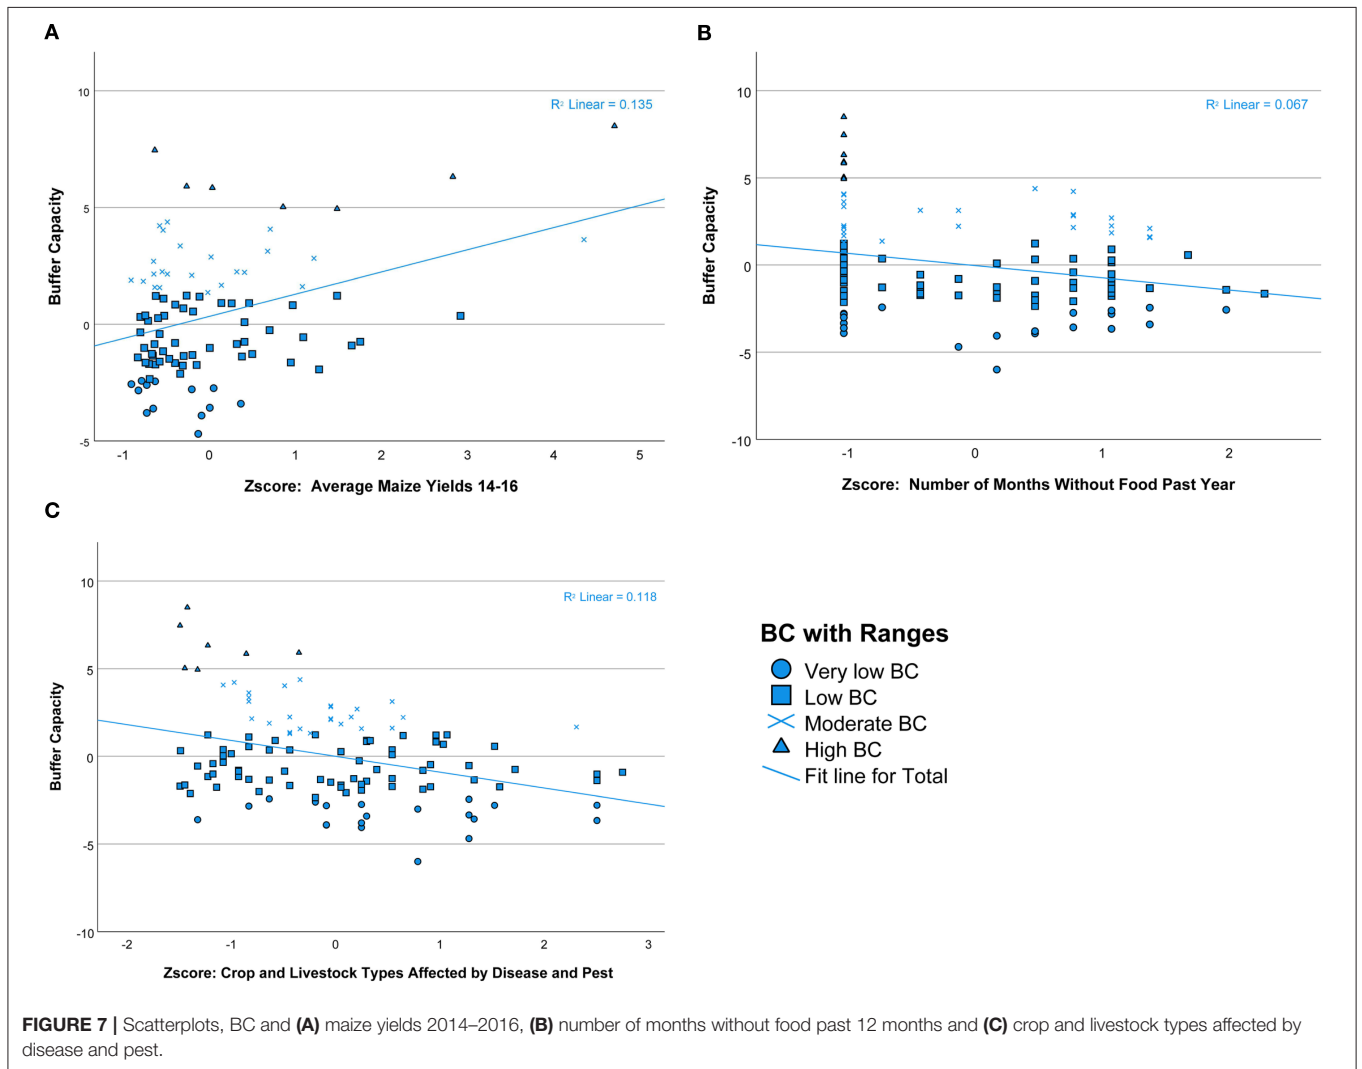 A
R² Linear = 0.135
Buffer Capacity
10
5
0
-5
-1 0 1 2 3 4 5
Zscore: Average Maize Yields 14-16
B
R² Linear = 0.067
Buffer Capacity
10
5
0
-5
-10
-1 0 1 2
Zscore: Number of Months Without Food Past Year
C
R² Linear = 0.118
Buffer Capacity
10
5
0
-5
-10
-2 -1 0 1 2 3
Zscore: Crop and Livestock Types Affected by Disease and Pest
BC with Ranges
Very low BC
Low BC
Moderate BC
High BC
Fit line for Total
FIGURE 7 | Scatterplots, BC and (A) maize yields 2014–2016, (B) number of months without food past 12 months and (C) crop and livestock types affected by
disease and pest.